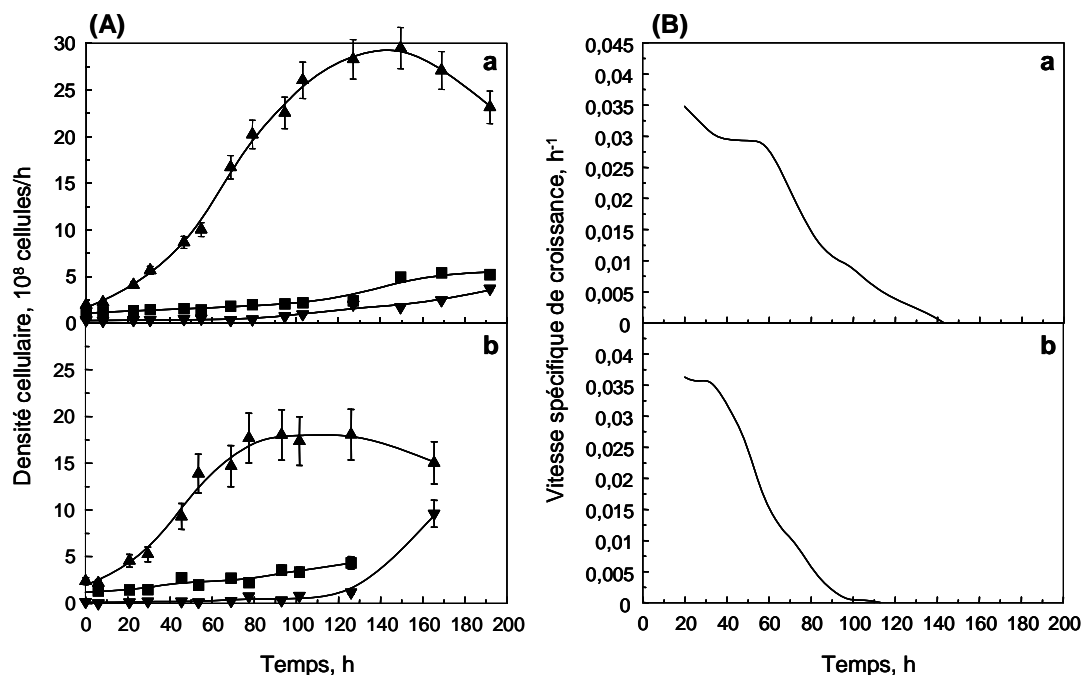 (A)
(B)
a
30
25
20
15
10
5
0
b
25
20
15
10
5
0
0 20 40 60 80 100 120 140 160 180 200
Temps, h
Densité cellulaire, 10⁸ cellules/h
a
0,045
0,04
0,035
0,030
0,025
0,02
0,015
0,01
0,005
0
b
0,04
0,035
0,03
0,025
0,02
0,015
0,01
0,005
0
0 20 40 60 80 100 120 140 160 180 200
Temps, h
Vitesse spécifique de croissance, h⁻¹